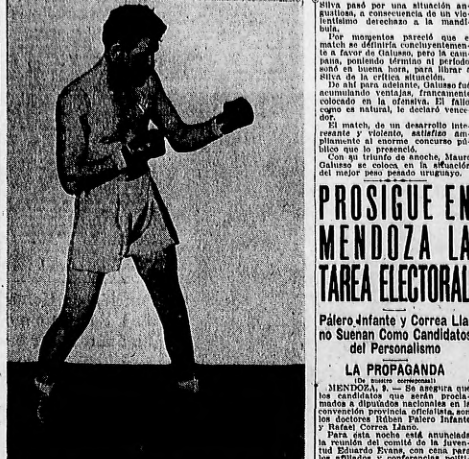 Silva pasó por una situación an-
gustiosa, a consecuencia de un vio-
lentísimo derechazo a la mandí-
bula.
Por momentos pareció que el
match se definiría concluyentemen-
te a favor de Galusso, pero la cam-
pana, poniendo término al período
sonó en buena hora, para librar a
Silva de la crítica situación.
De ahí para adelante, Galusso fué
acumulando ventajas, francamente
colocado en la ofensiva. El fallo
como es natural, le declaró vence-
dor.
El match, de un desarrollo inte-
resante y violento, satisfizo am-
pliamente al enorme concurso pú-
blico que lo presenció.
Con su triunfo de anoche, Mauro
Galusso se coloca en la situación
del mejor peso pesado uruguayo.
PROSIGUE EN
MENDOZA LA
TAREA ELECTORAL
Pálero Infante y Correa Lla-
no Suenan Como Candidatos
del Personalismo
LA PROPAGANDA
(De nuestro corresponsal)
MENDOZA, 9. — Se asegura que
los candidatos que serán procla-
mados a diputados nacionales en la
convención provincia oficialista, son
los doctores Rúben Palero Infante
y Rafael Correa Llano.
Para ésta noche está anunciada
la reunión del comité de la juven-
tud Eduardo Evans, con cena para
los afiliados y conferencias políti-